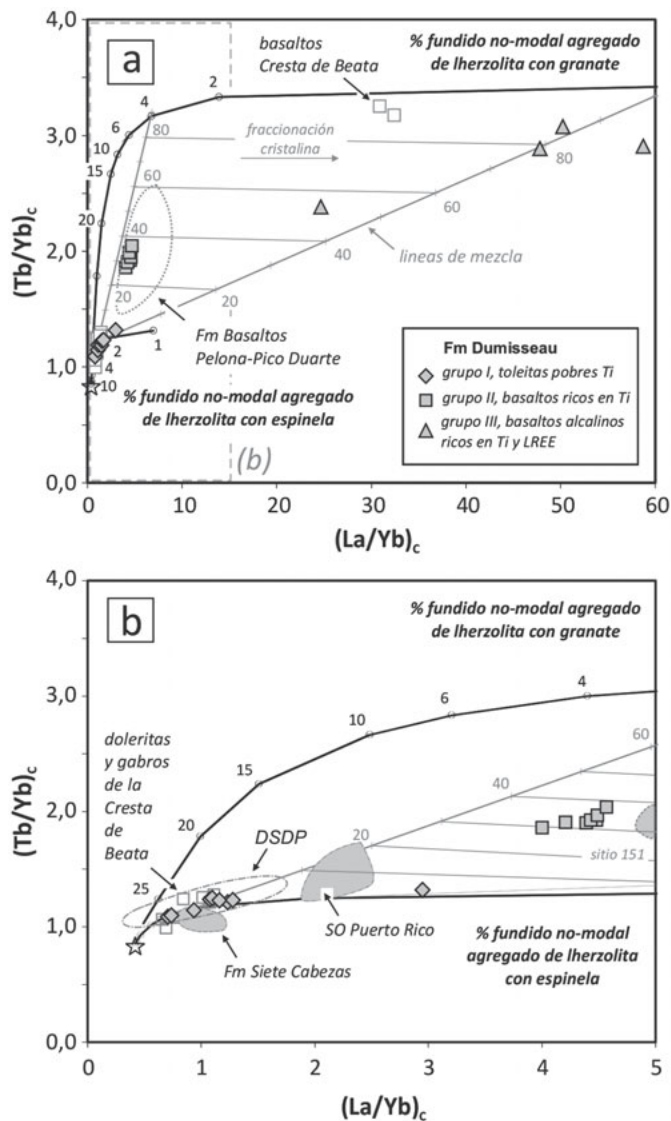 4,0
3,0
2,0
1,0
0,0
(Tb/Yb)c
a
basaltos
Cresta de Beata
% fundido no-modal agregado
de lherzolita con granate
2
4
6
10
15
20
80
60
40
20
fraccionación
cristalina
80
60
40
20
líneas de mezcla
Fm Basaltos
Pelona-Pico Duarte
2
1
4
10
% fundido no-modal agregado
de lherzolita con espinela
(b)
Fm Dumisseau
grupo I, toleitas pobres Ti
grupo II, basaltos ricos en Ti
grupo III, basaltos alcalinos
ricos en Ti y LREE
0
10
20
30
40
50
60
(La/Yb)c
4,0
3,0
2,0
1,0
0,0
(Tb/Yb)c
b
% fundido no-modal agregado
de lherzolita con granate
4
6
10
15
20
25
60
40
20
doleritas
y gabros
de la
Cresta
de
Beata
DSDP
sitio 151
SO Puerto Rico
Fm Siete Cabezas
% fundido no-modal
agregado de lherzolita
con espinela
0
1
2
3
4
5
(La/Yb)c